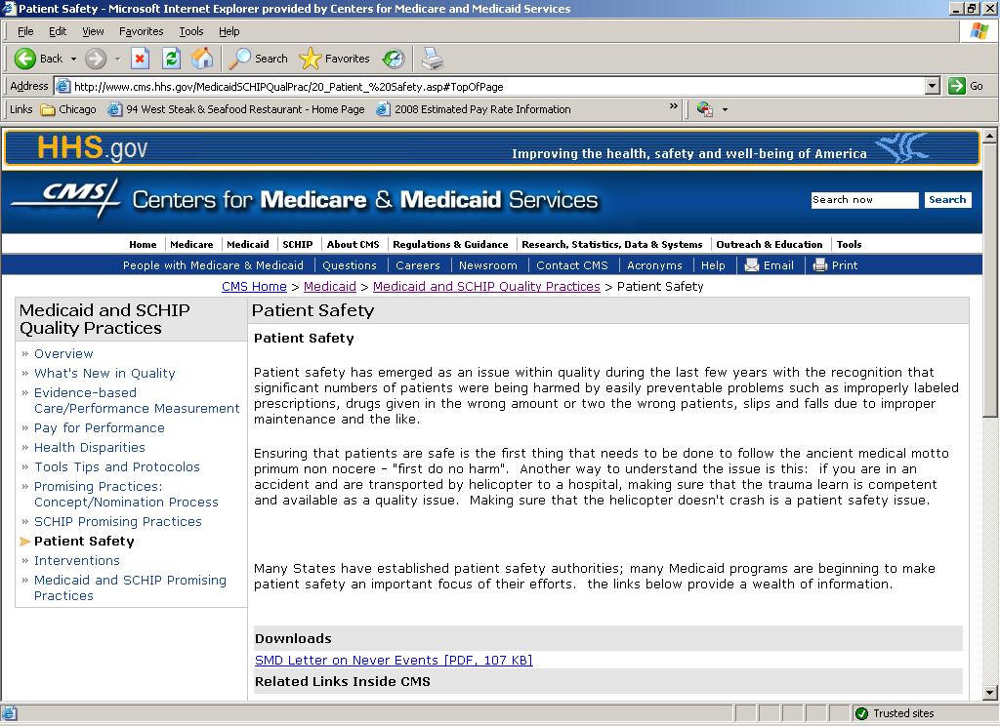 Patient Safety - Microsoft Internet Explorer provided by Centers for Medicare and Medicaid Services
File Edit View Favorites Tools Help
Back Search Favorites
Address http://www.cms.hhs.gov/MedicaidSCHIPQualPrac/20_Patient_%20Safety.asp#TopOfPage Go
Links Chicago 94 West Steak & Seafood Restaurant - Home Page 2008 Estimated Pay Rate Information »
HHS.gov
Improving the health, safety and well-being of America
CMS/ Centers for Medicare & Medicaid Services
Search now Search
Home Medicare Medicaid SCHIP About CMS Regulations & Guidance Research, Statistics, Data & Systems Outreach & Education Tools
People with Medicare & Medicaid Questions Careers Newsroom Contact CMS Acronyms Help Email Print
CMS Home > Medicaid > Medicaid and SCHIP Quality Practices > Patient Safety
Medicaid and SCHIP
Quality Practices
» Overview
» What's New in Quality
» Evidence-based
Care/Performance Measurement
» Pay for Performance
» Health Disparities
» Tools Tips and Protocolos
» Promising Practices:
Concept/Nomination Process
» SCHIP Promising Practices
Patient Safety
» Interventions
» Medicaid and SCHIP Promising
Practices
Patient Safety
Patient Safety
Patient safety has emerged as an issue within quality during the last few years with the recognition that
significant numbers of patients were being harmed by easily preventable problems such as improperly labeled
prescriptions, drugs given in the wrong amount or two the wrong patients, slips and falls due to improper
maintenance and the like.
Ensuring that patients are safe is the first thing that needs to be done to follow the ancient medical motto
primum non nocere - "first do no harm".  Another way to understand the issue is this:  if you are in an
accident and are transported by helicopter to a hospital, making sure that the trauma learn is competent
and available as a quality issue.  Making sure that the helicopter doesn't crash is a patient safety issue.
Many States have established patient safety authorities; many Medicaid programs are beginning to make
patient safety an important focus of their efforts.  the links below provide a wealth of information.
Downloads
SMD Letter on Never Events [PDF, 107 KB]
Related Links Inside CMS
Trusted sites